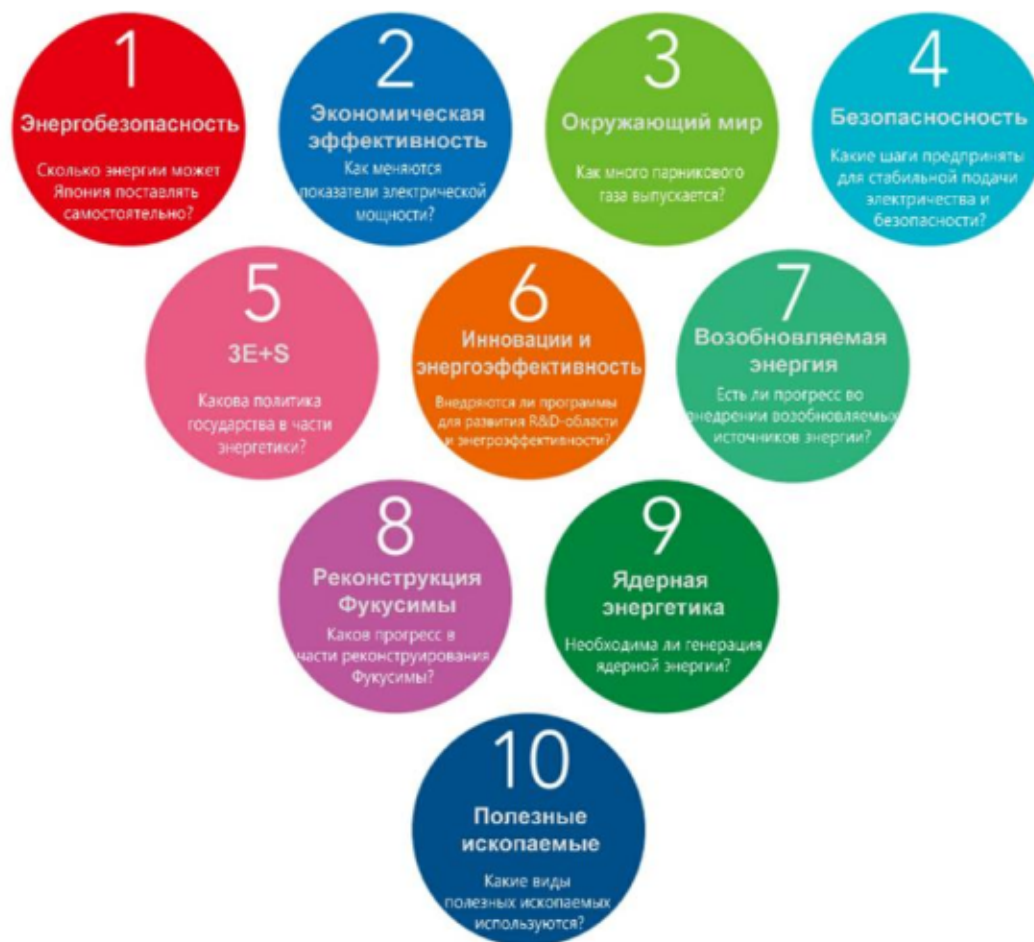 1
Энергобезопасность
Сколько энергии может
Япония поставлять
самостоятельно?
2
Экономическая
эффективность
Как меняются
показатели электрической
мощности?
3
Окружающий мир
Как много парникового
газа выпускается?
4
Безопасносность
Какие шаги предприняты
для стабильной подачи
электричества и
безопасности?
5
3E+S
Какова политика
государства в части
энергетики?
6
Инновации и
энергоэффективность
Внедряются ли программы
для развития R&D-области
и энегроэффективности?
7
Возобновляемая
энергия
Есть ли прогресс во
внедрении возобновляемых
источников энергии?
8
Реконструкция
Фукусимы
Каков прогресс в
части реконструирования
Фукусимы?
9
Ядерная
энергетика
Необходима ли генерация
ядерной энергии?
10
Полезные
ископаемые
Какие виды
полезных ископаемых
используются?